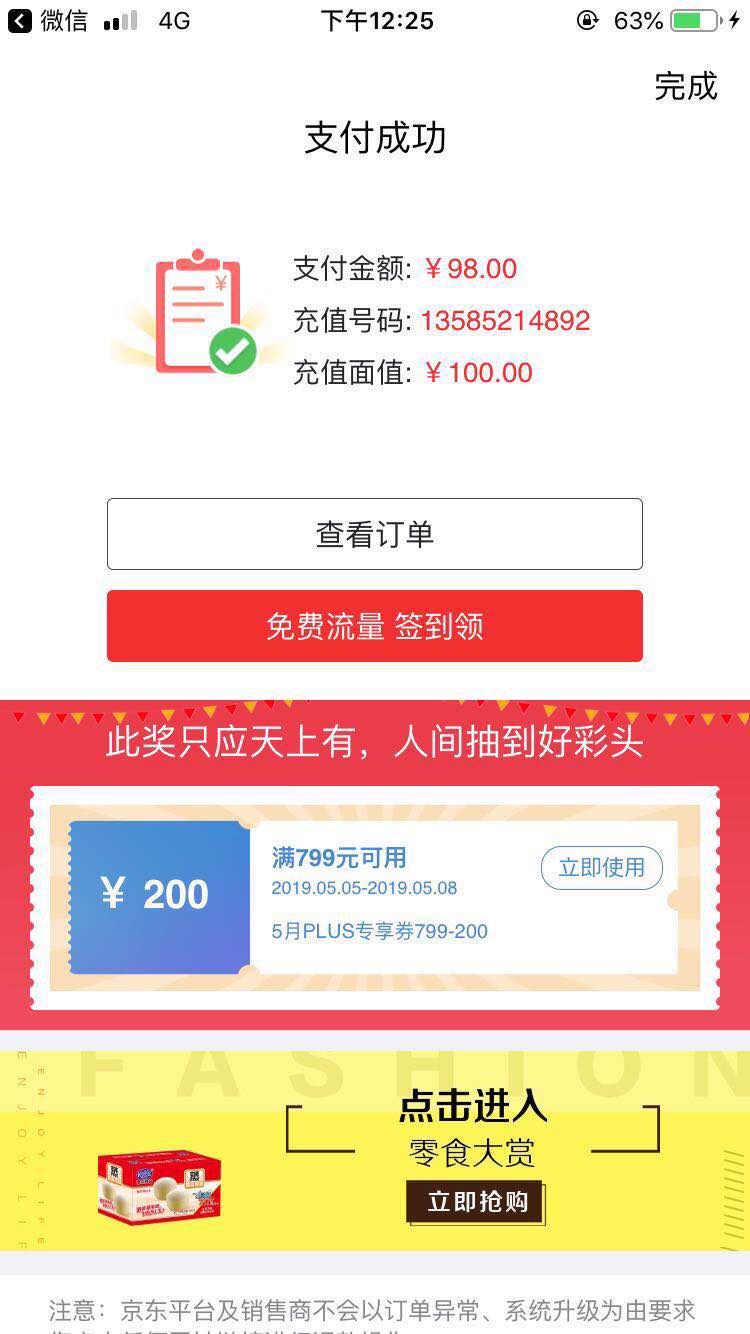 微信 4G 下午12:25 63%
完成
支付成功
支付金额: ￥98.00
充值号码: 13585214892
充值面值: ￥100.00
查看订单
免费流量 签到领
此奖只应天上有，人间抽到好彩头
￥ 200
满799元可用
2019.05.05-2019.05.08
5月PLUS专享券799-200
立即使用
FASHION
ENJOY LIFE
ENJOY LIF
点击进入
零食大赏
立即抢购
注意：京东平台及销售商不会以订单异常、系统升级为由要求